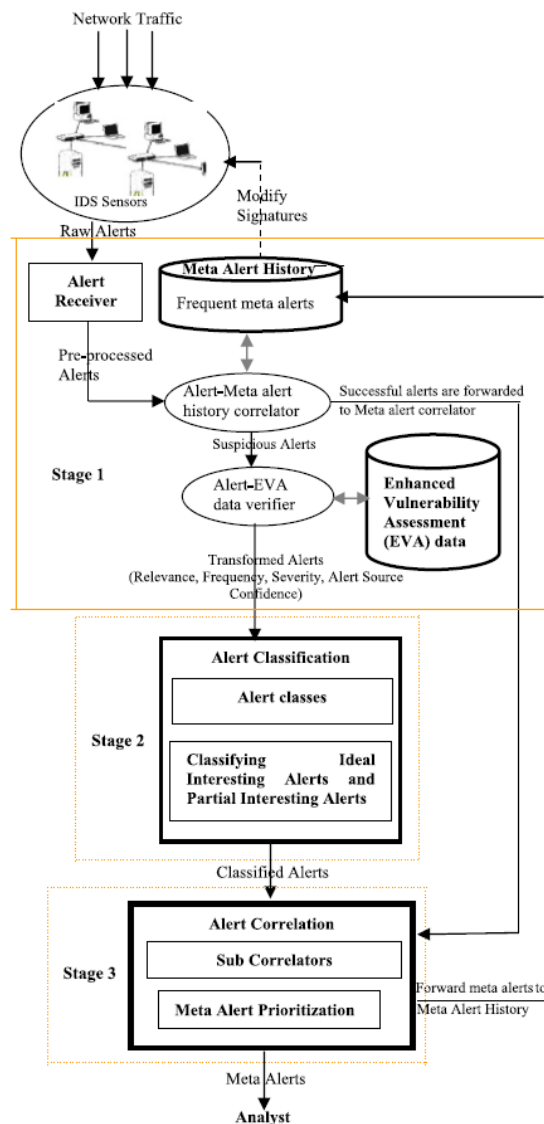 Network Traffic
IDS Sensors
Modify
Signatures
Raw Alerts
Alert
Receiver
Meta Alert History
Frequent meta alerts
Pre-processed
Alerts
Alert-Meta alert
history correlator
Successful alerts are forwarded
to Meta alert correlator
Suspicious Alerts
Stage 1
Alert-EVA
data verifier
Enhanced
Vulnerability
Assessment
(EVA) data
Transformed Alerts
(Relevance, Frequency, Severity, Alert Source
Confidence)
Alert Classification
Alert classes
Stage 2
Classifying Ideal
Interesting Alerts and
Partial Interesting Alerts
Classified Alerts
Alert Correlation
Sub Correlators
Stage 3
Meta Alert Prioritization
Forward meta alerts to
Meta Alert History
Meta Alerts
Analyst